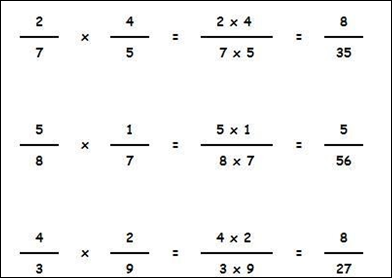 2/7 x 4/5 = 2 x 4/7 x 5 = 8/35
5/8 x 1/7 = 5 x 1/8 x 7 = 5/56
4/3 x 2/9 = 4 x 2/3 x 9 = 8/27